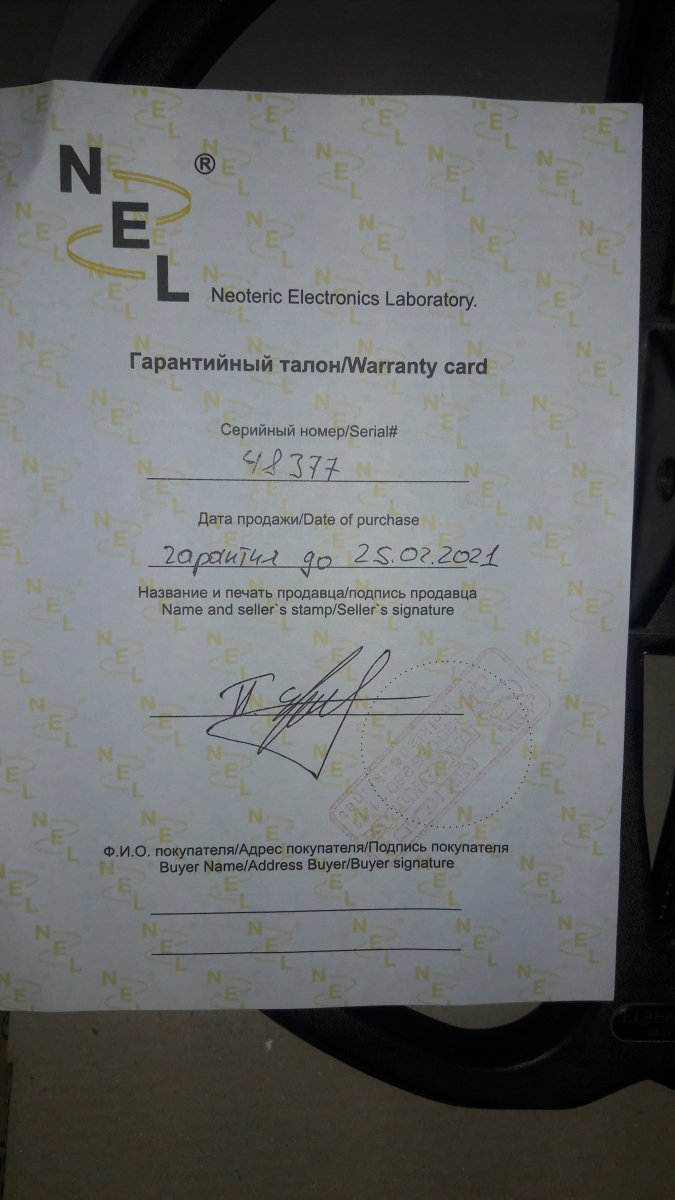 NEL®
Neoteric Electronics Laboratory.
Гарантийный талон/Warranty card
Серийный номер/Serial#
48377
Дата продажи/Date of purchase
гарантия до 25.02.2021
Название и печать продавца/подпись продавца
Name and seller`s stamp/Seller`s signature
Ф.И.О. покупателя/Адрес покупателя/Подпись покупателя
Buyer Name/Address Buyer/Buyer signature